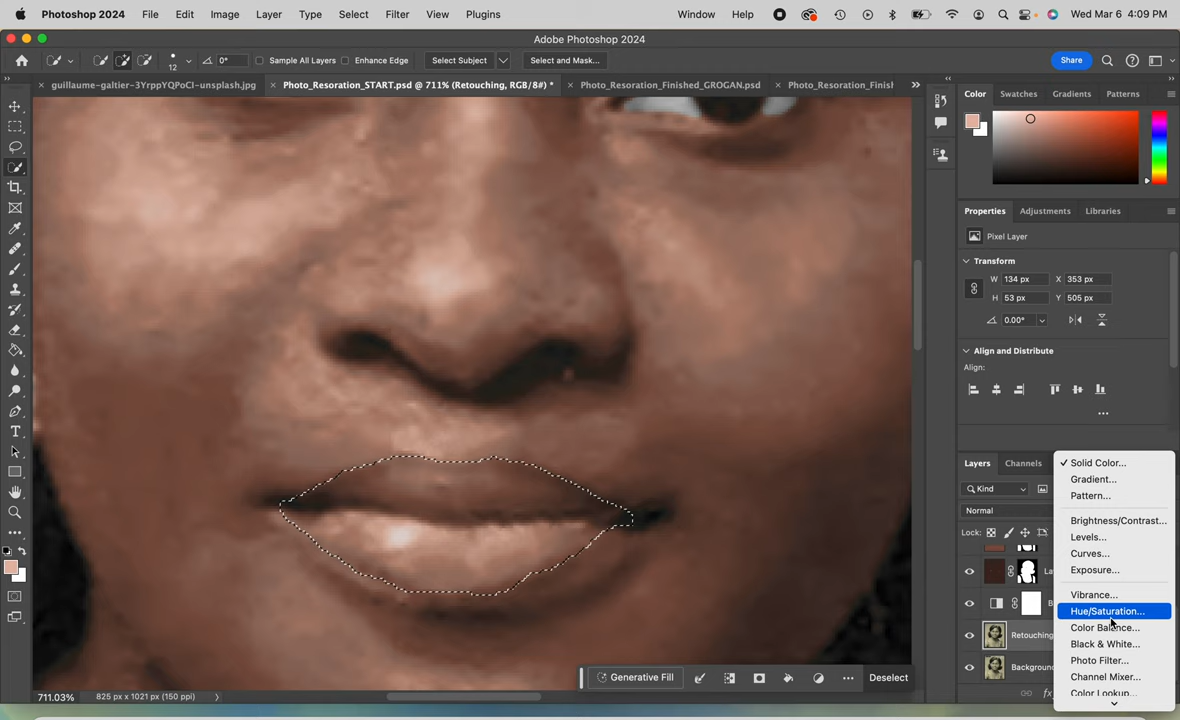 Photoshop 2024 File Edit Image Layer Type Select Filter View Plugins Window Help Wed Mar 6 4:09 PM
Adobe Photoshop 2024
12 0° Sample All Layers Enhance Edge Select Subject Select and Mask... Share
guillaume-galtier-3YrppYQPoCI-unsplash.jpg Photo_Resoration_START.psd @ 711% (Retouching, RGB/8#) * Photo_Resoration_Finished_GROGAN.psd Photo_Resoration_Finish
Color Swatches Gradients Patterns
Properties Adjustments Libraries
Pixel Layer
Transform
W 134 px X 353 px
H 53 px Y 505 px
0.00°
Align and Distribute
Align:
Layers Channels
Kind
Normal
Lock:
La
B
Retouching
Background
fx
Solid Color...
Gradient...
Pattern...
Brightness/Contrast...
Levels...
Curves...
Exposure...
Vibrance...
Hue/Saturation...
Color Balance...
Black & White...
Photo Filter...
Channel Mixer...
Color Lookup...
Generative Fill Deselect
711.03% 825 px x 1021 px (150 ppi)